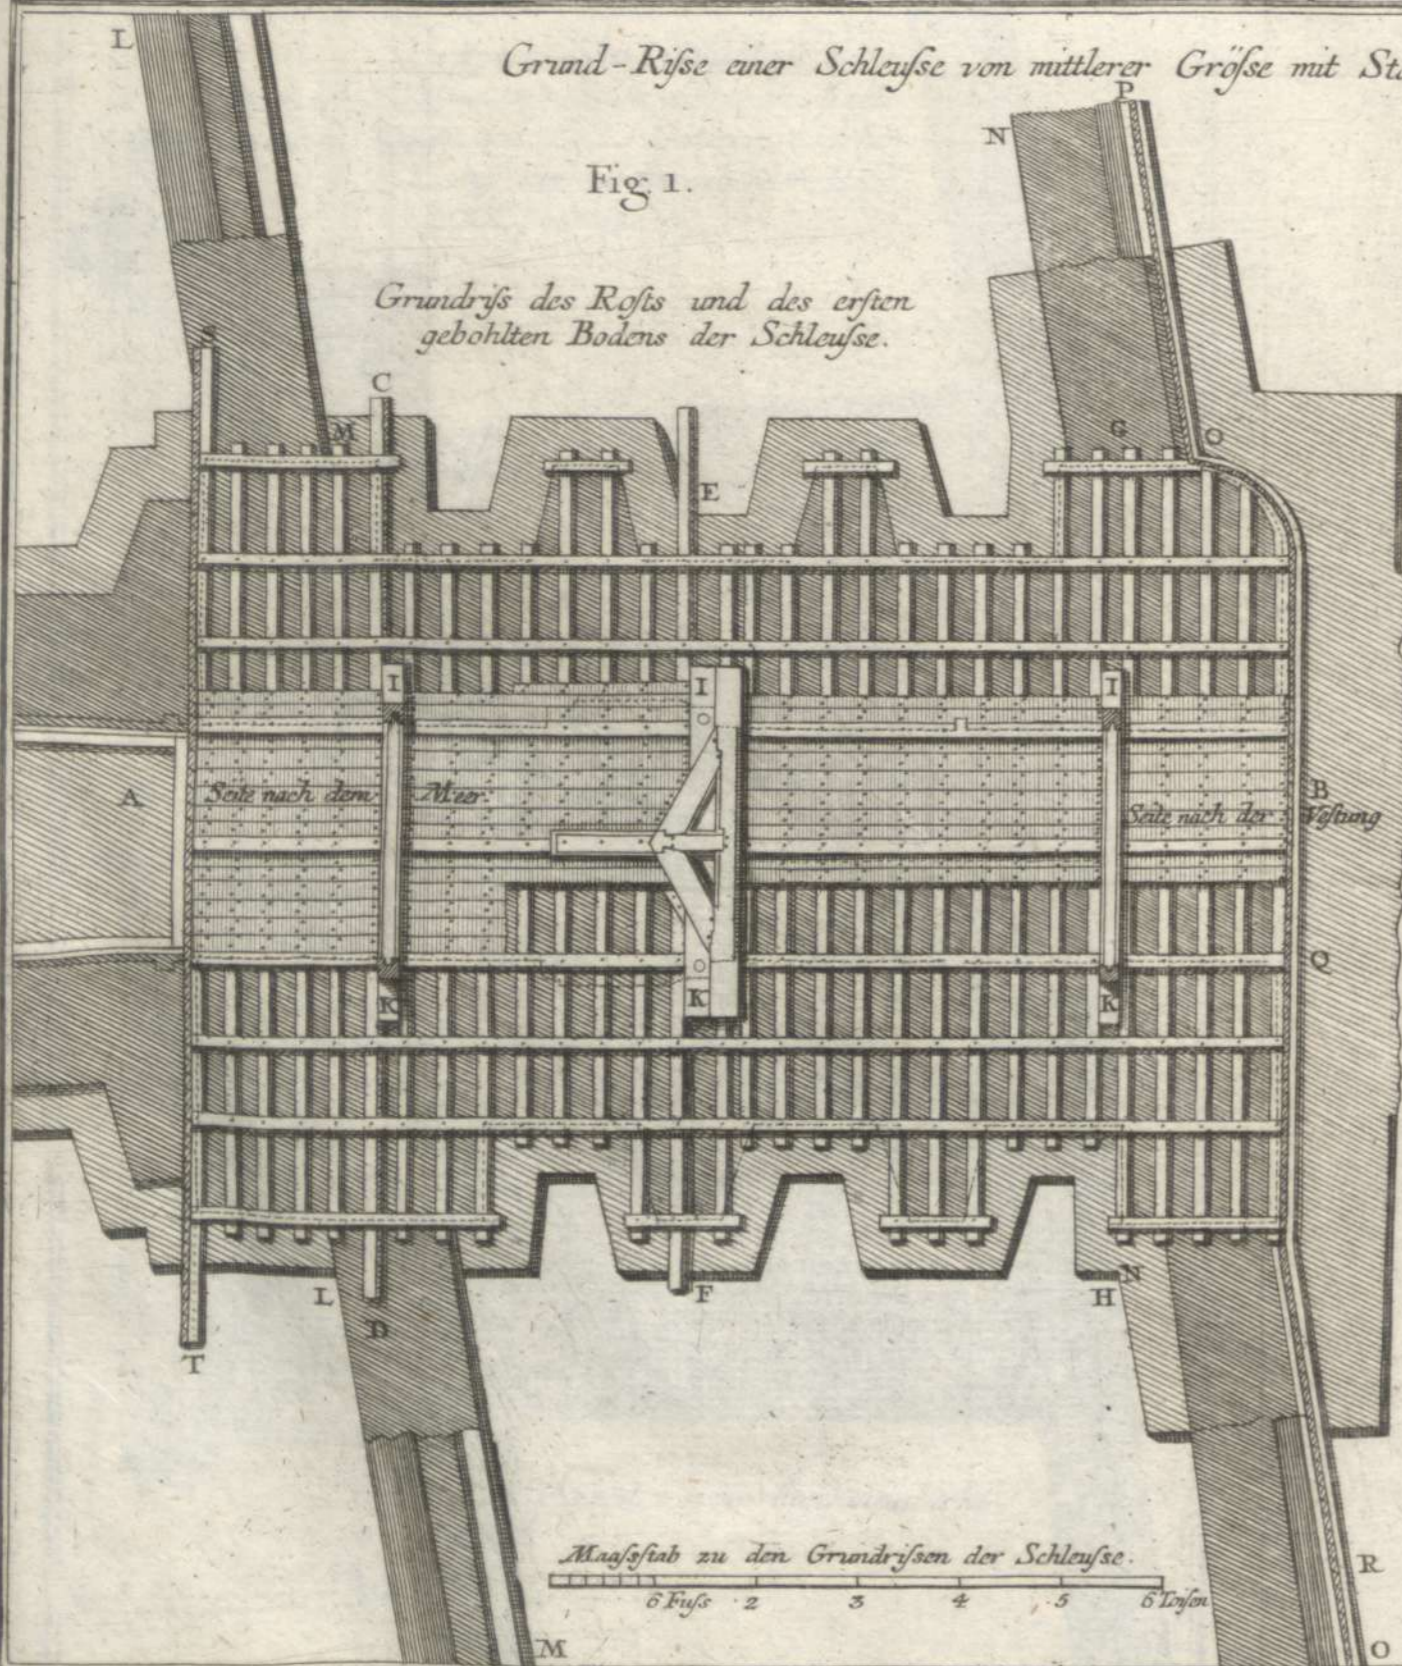 L
Grund-Riſse einer Schleuſse von mittlerer Gröſse mit
P
N
Fig. 1.
Grundriſs des Roſts und des erſten
gebohlten Bodens der Schleuſse.
S
C
M
G
O
E
I
I
I
A
Seite nach dem Meer.
B
Seite nach der Veſtung
Q
K
K
K
L
D
F
H
N
T
Maaſsſtab zu den Grundriſsen der Schleuſse.
6 Fuſs 2 3 4 5 6 Toiſen
R
M
O